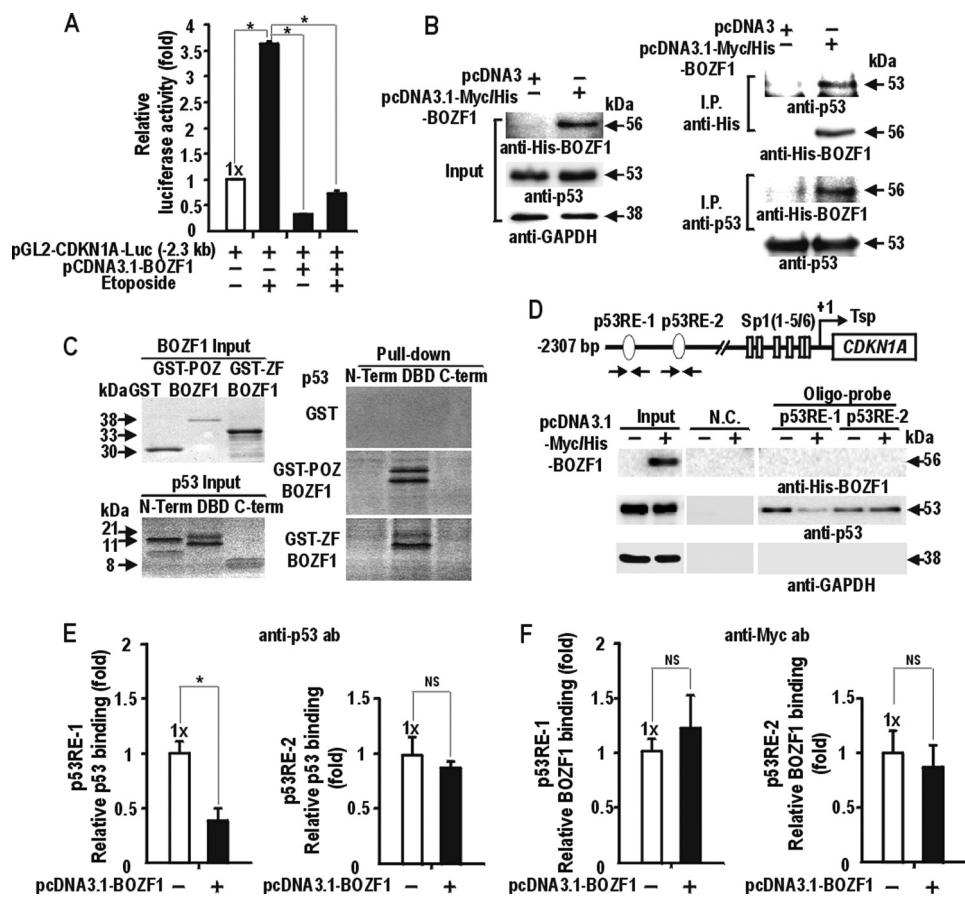 A
Relative
luciferase activity (fold)
4
3.5
3
2.5
2
1.5
1
0.5
0
1x
* * *
pGL2-CDKN1A-Luc (-2.3 kb) + + + +
pCDNA3.1-BOZF1 − − + +
Etoposide − + − +
B
pcDNA3 + −
pcDNA3.1-Myc/His − +
-BOZF1
kDa
Input
56
anti-His-BOZF1
53
anti-p53
38
anti-GAPDH
pcDNA3 + −
pcDNA3.1-Myc/His − +
-BOZF1
kDa
I.P.
anti-His
53
anti-p53
56
anti-His-BOZF1
I.P.
anti-p53
56
anti-His-BOZF1
53
anti-p53
C
BOZF1 Input
GST-POZ GST-ZF
kDa GST BOZF1 BOZF1
38
33
30
p53 Input
kDa N-Term DBD C-term
21
11
8
Pull-down
p53 N-Term DBD C-term
GST
GST-POZ
BOZF1
GST-ZF
BOZF1
D
p53RE-1 p53RE-2 Sp1(1-5/6) +1 Tsp
-2307 bp
CDKN1A
Oligo-probe
pcDNA3.1 Input N.C. p53RE-1 p53RE-2
-Myc/His − + − + − + − + kDa
-BOZF1
56
anti-His-BOZF1
53
anti-p53
38
anti-GAPDH
E
anti-p53 ab
p53RE-1
Relative p53 binding (fold)
2
1.5
1
0.5
0
1x
*
pcDNA3.1-BOZF1 − +
p53RE-2
Relative p53 binding
(fold)
2
1.5
1
0.5
0
1x
NS
pcDNA3.1-BOZF1 − +
F
anti-Myc ab
p53RE-1
Relative BOZF1 binding (fold)
2
1.5
1
0.5
0
1x
NS
pcDNA3.1-BOZF1 − +
p53RE-2
Relative BOZF1 binding
(fold)
2
1.5
1
0.5
0
1x
NS
pcDNA3.1-BOZF1 − +